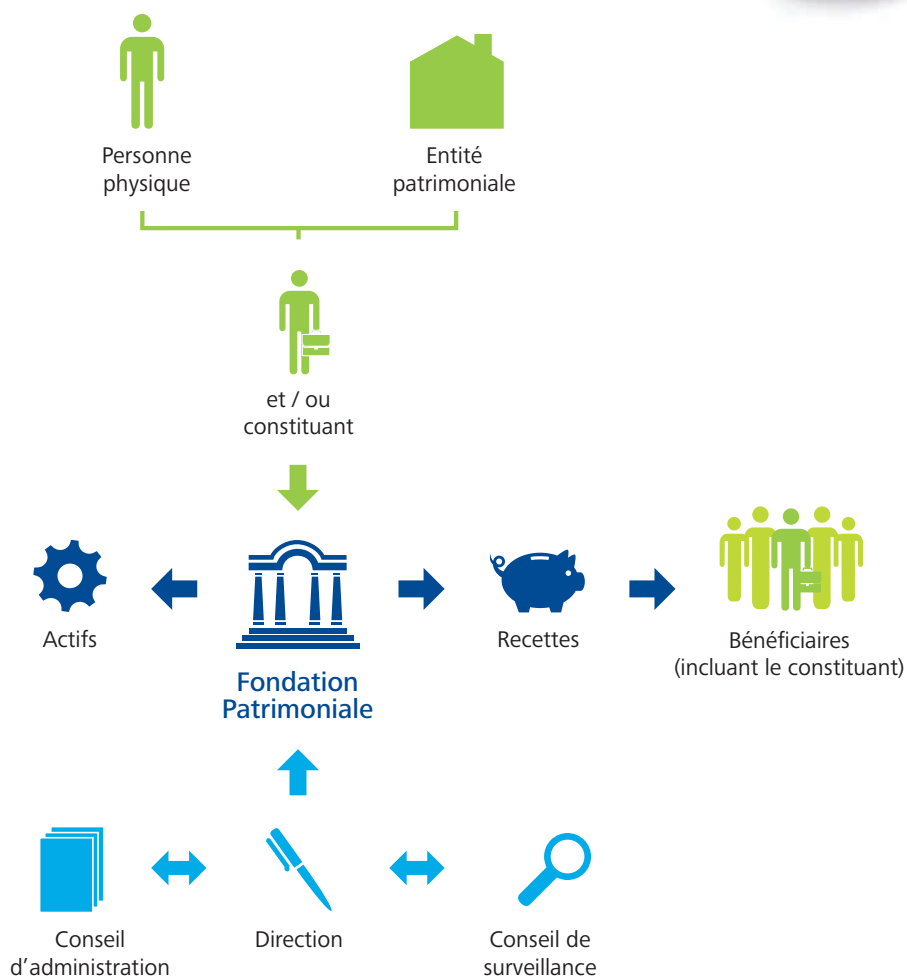 Personne
physique
Entité
patrimoniale
et / ou
constituant
Actifs
Fondation
Patrimoniale
Recettes
Bénéficiaires
(incluant le constituant)
Conseil
d'administration
Direction
Conseil de
surveillance